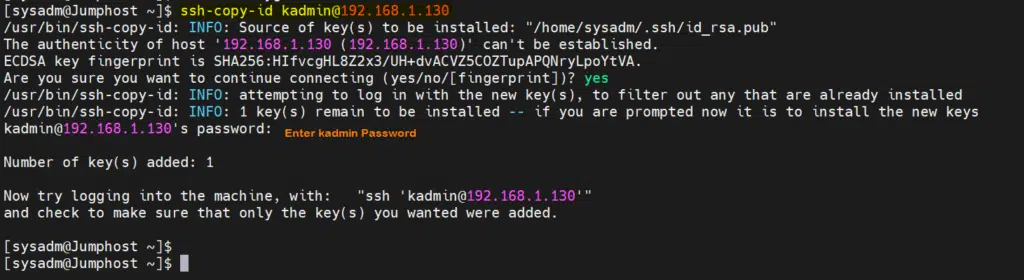 [sysadm@Jumphost ~]$ ssh-copy-id kadmin@192.168.1.130
/usr/bin/ssh-copy-id: INFO: Source of key(s) to be installed: "/home/sysadm/.ssh/id_rsa.pub"
The authenticity of host '192.168.1.130 (192.168.1.130)' can't be established.
ECDSA key fingerprint is SHA256:HIfvcgHL8Z2x3/UH+dvACVZ5COZTupAPQNryLpoYtVA.
Are you sure you want to continue connecting (yes/no/[fingerprint])? yes
/usr/bin/ssh-copy-id: INFO: attempting to log in with the new key(s), to filter out any that are already installed
/usr/bin/ssh-copy-id: INFO: 1 key(s) remain to be installed -- if you are prompted now it is to install the new keys
kadmin@192.168.1.130's password: Enter kadmin Password
Number of key(s) added: 1
Now try logging into the machine, with:   "ssh 'kadmin@192.168.1.130'"
and check to make sure that only the key(s) you wanted were added.
[sysadm@Jumphost ~]$
[sysadm@Jumphost ~]$